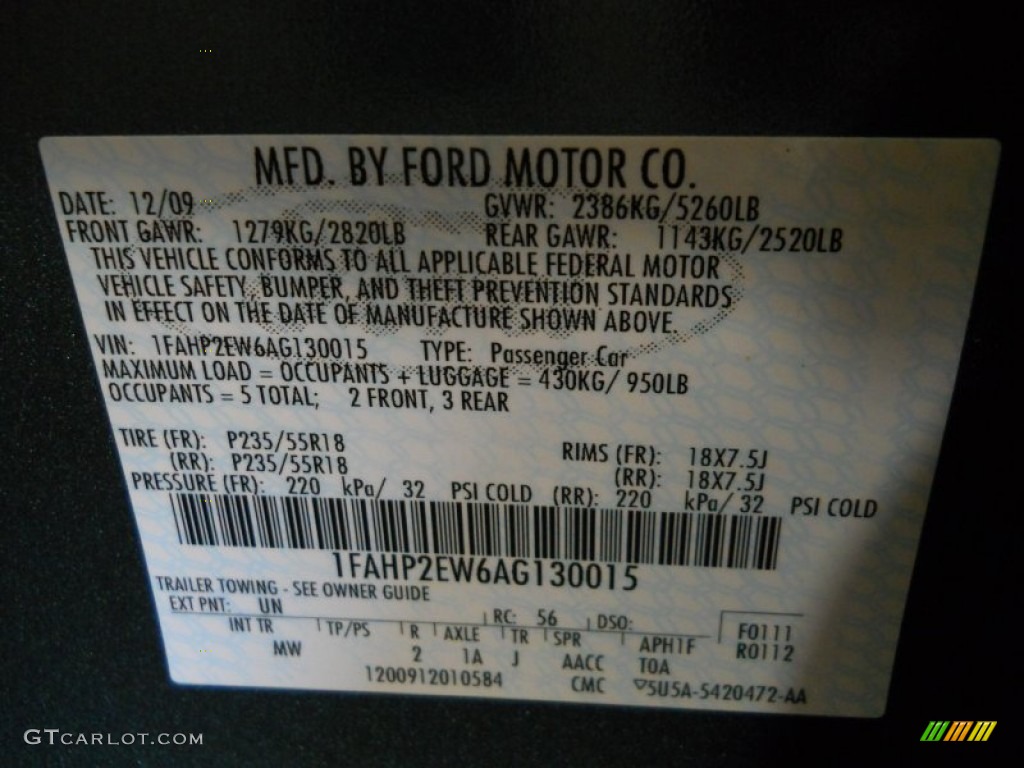 MFD. BY FORD MOTOR CO.
DATE: 12/09 GVWR: 2386KG/5260LB
FRONT GAWR: 1279KG/2820LB REAR GAWR: 1143KG/2520LB
THIS VEHICLE CONFORMS TO ALL APPLICABLE FEDERAL MOTOR
VEHICLE SAFETY, BUMPER, AND THEFT PREVENTION STANDARDS
IN EFFECT ON THE DATE OF MANUFACTURE SHOWN ABOVE.
VIN: 1FAHP2EW6AG130015 TYPE: Passenger Car
MAXIMUM LOAD = OCCUPANTS + LUGGAGE = 430KG/ 950LB
OCCUPANTS = 5 TOTAL; 2 FRONT, 3 REAR
TIRE (FR): P235/55R18 RIMS (FR): 18X7.5J
(RR): P235/55R18 (RR): 18X7.5J
PRESSURE (FR): 220 kPa/ 32 PSI COLD (RR): 220 kPa/ 32 PSI COLD
1FAHP2EW6AG130015
TRAILER TOWING - SEE OWNER GUIDE
EXT PNT: UN RC: 56 DSO:
INT TR TP/PS R AXLE TR SPR APH1F F0111
MW 2 1A J AACC TOA R0112
1200912010584 CMC ▽5U5A-5420472-AA
GTCARLOT.COM